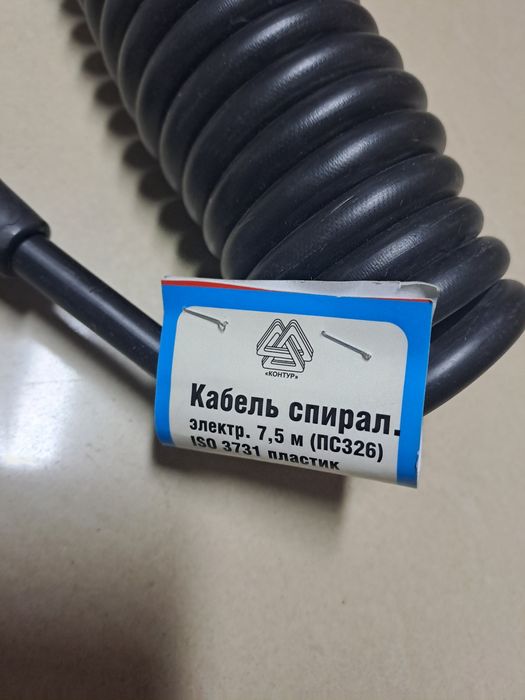 «КОНТУР»
Кабель спирал.
электр. 7,5 м (ПС326)
ISO 3731 пластик